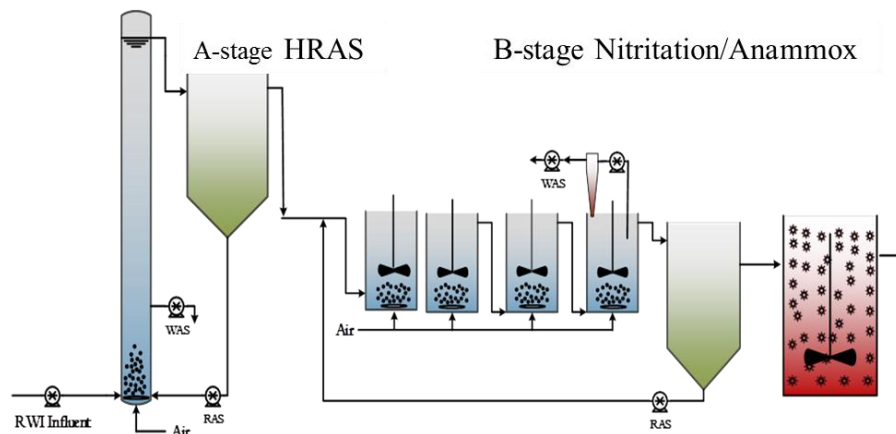 A-stage HRAS
B-stage Nitritation/Anammox
WAS
Air
WAS
RWI Influent
RAS
Air
RAS